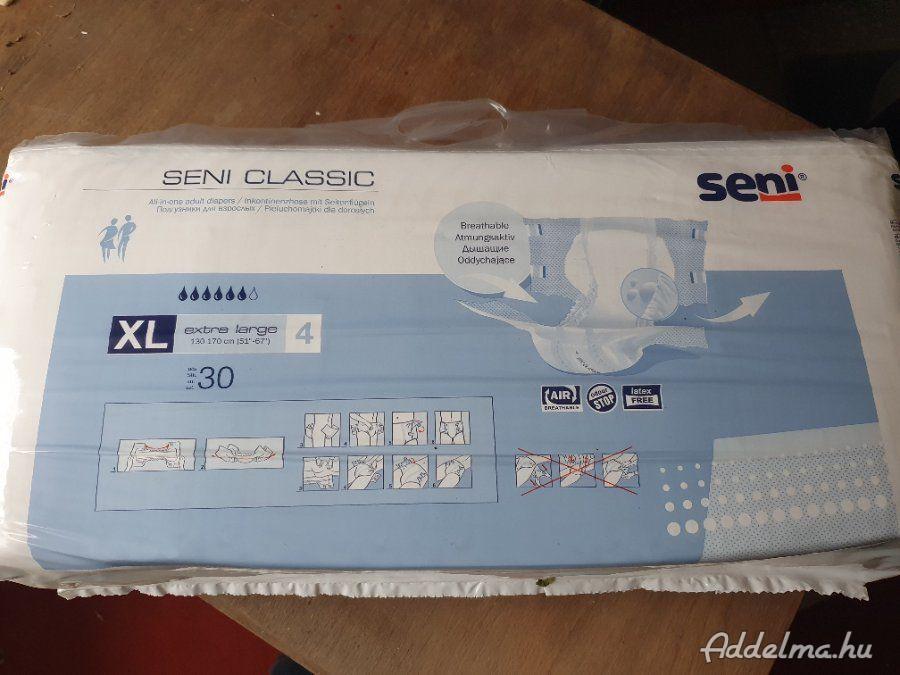 SENI CLASSIC
All-in-one adult diapers / Inkontinenzhose mit Seitenflügeln
Подгузники для взрослых / Pieluchomajtki dla dorosłych
seni®
Breathable
Atmungsaktiv
Дышащие
Oddychające
XL extra large 4
130-170 cm (51"-67")
30
AIR
BREATHABLE
odour
STOP
latex
FREE
Addelma.hu